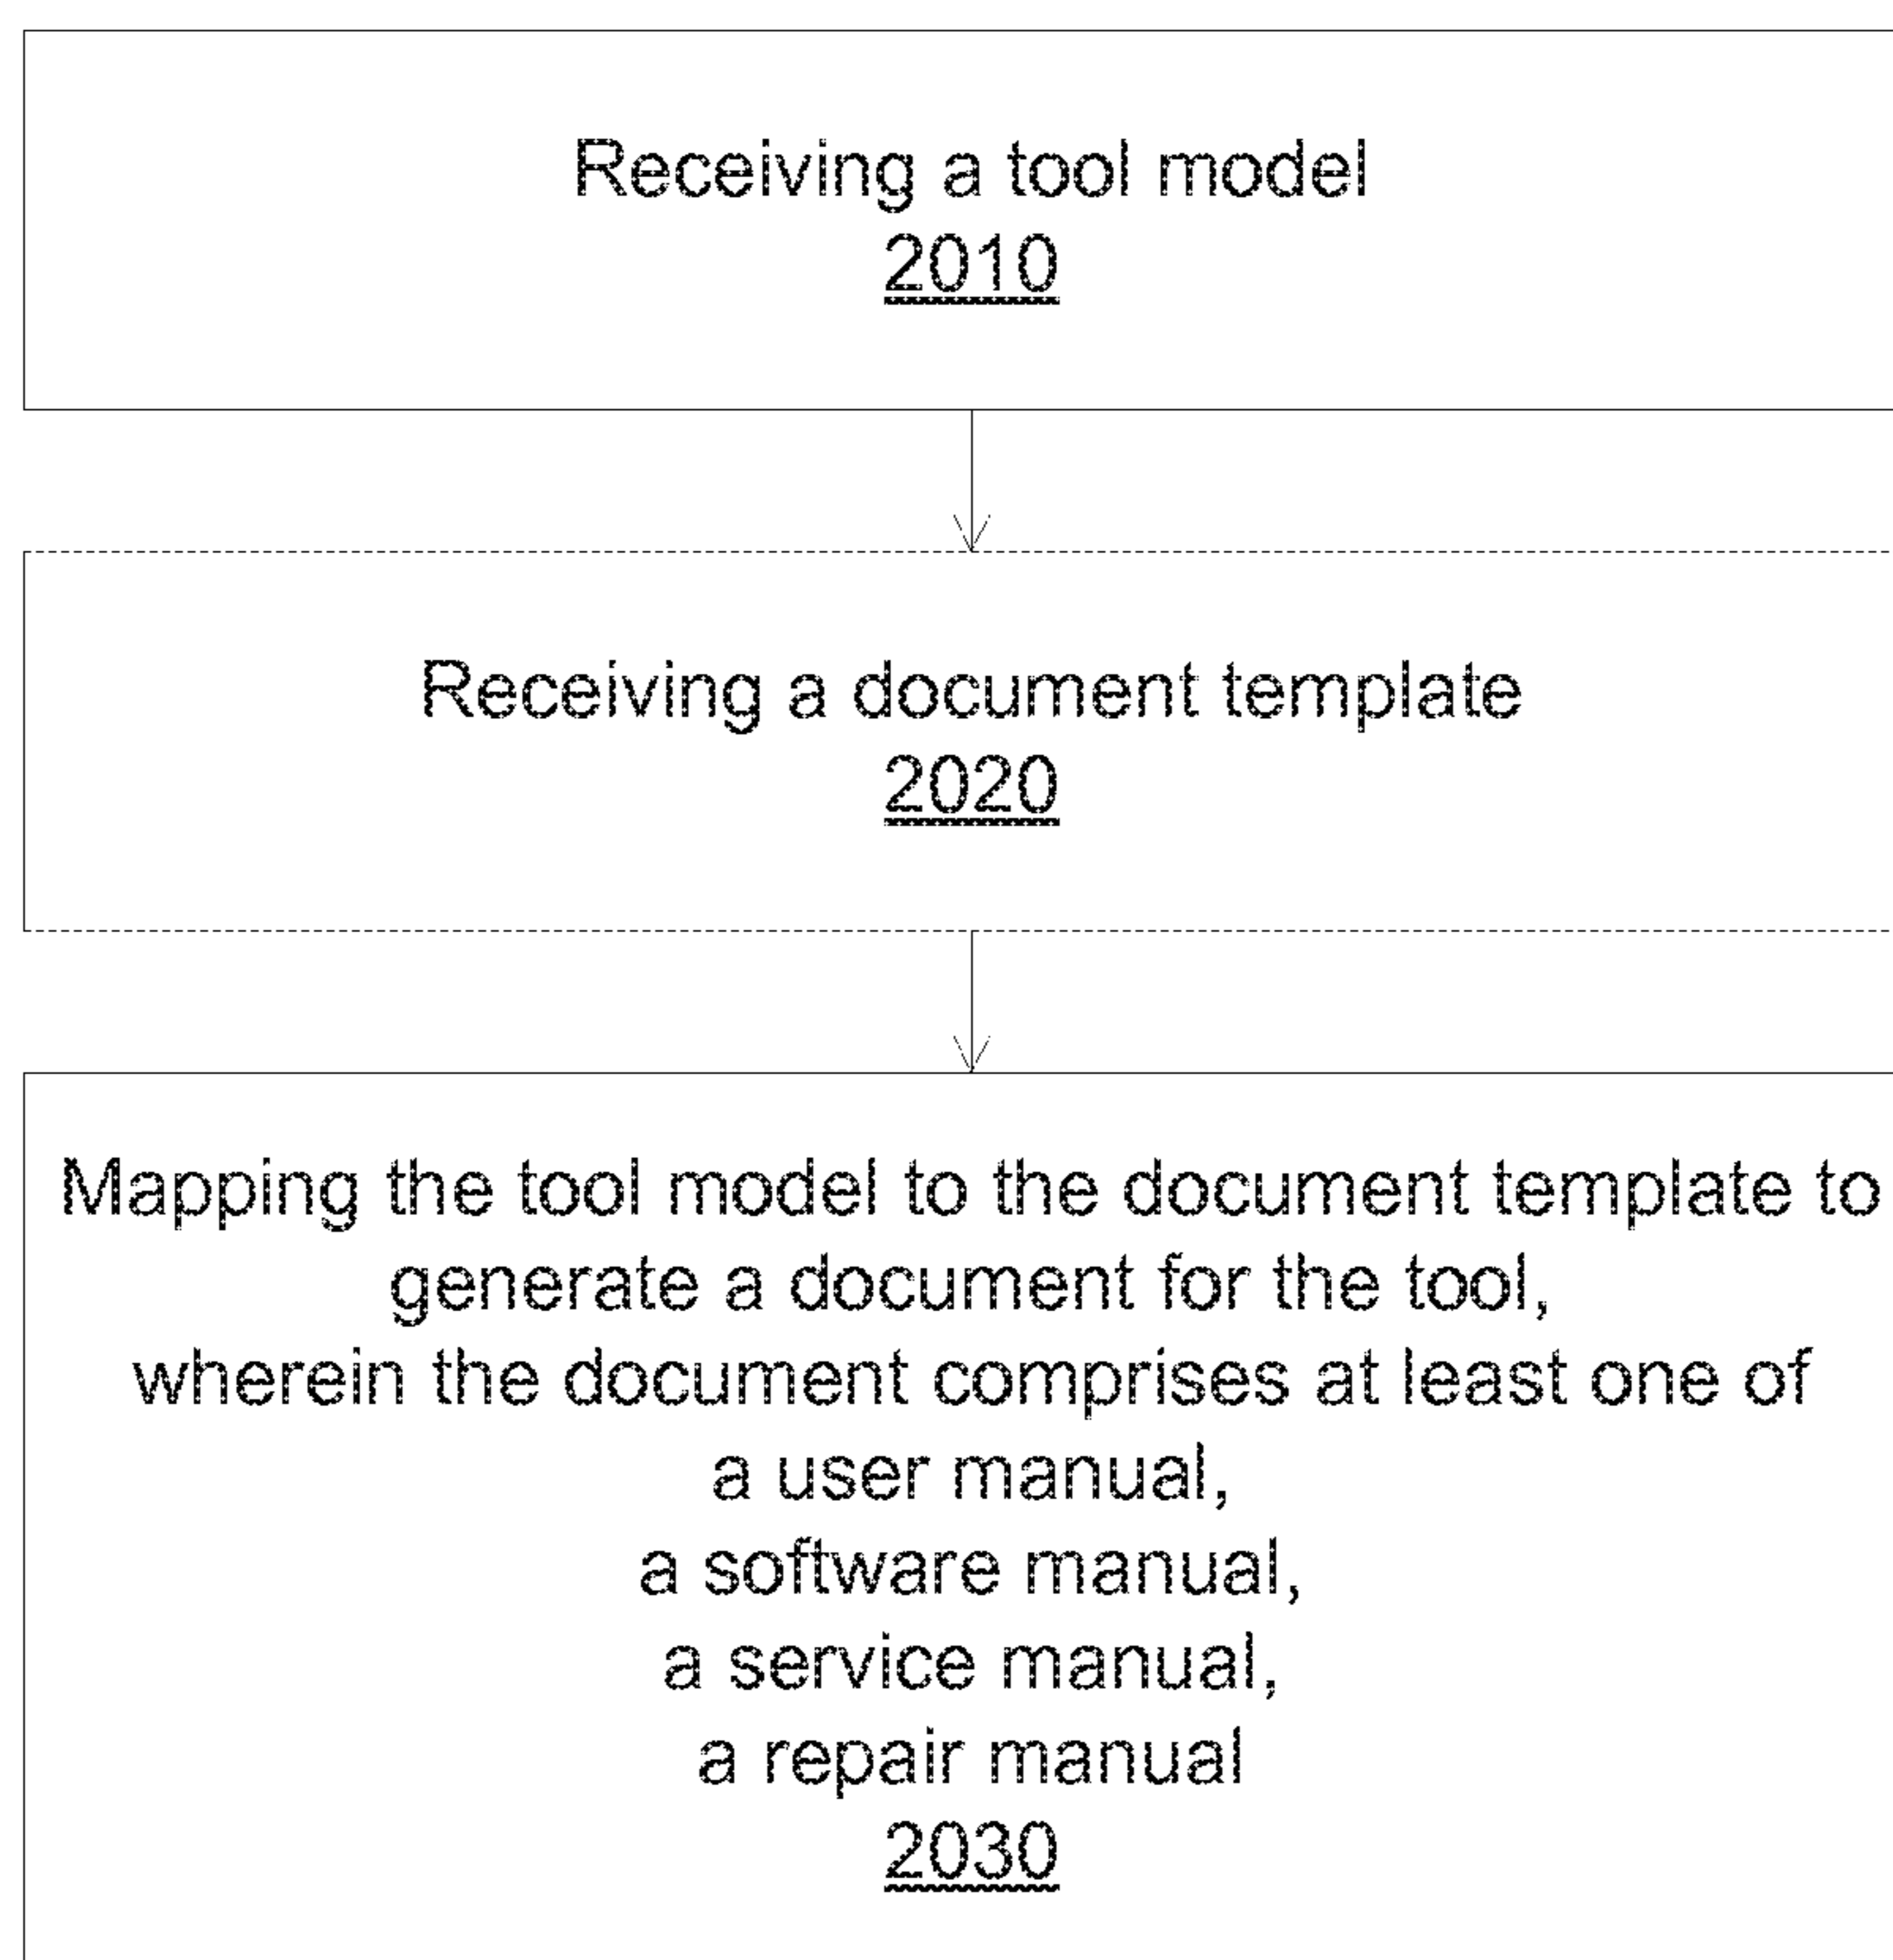 Receiving a tool model
2010
Receiving a document template
2020
Mapping the tool model to the document template to
generate a document for the tool,
wherein the document comprises at least one of
a user manual,
a software manual,
a service manual,
a repair manual
2030